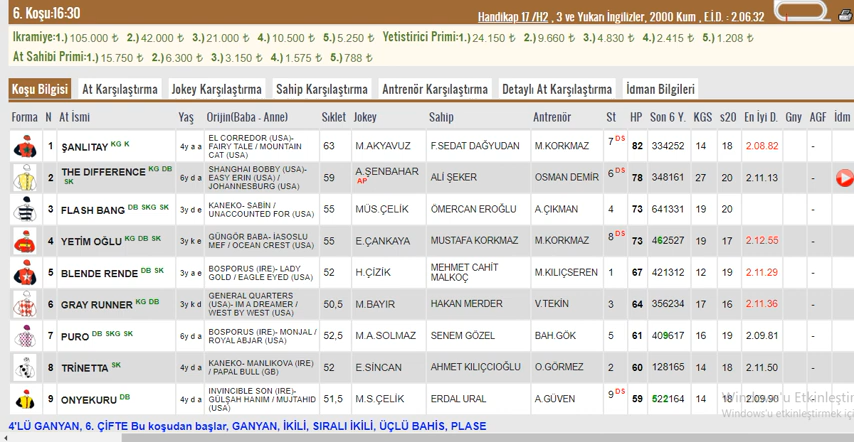 6. Koşu:16:30
Handikap 17 /H2 , 3 ve Yukarı İngilizler, 2000 Kum , E.İ.D. : 2.06.32
Ikramiye:1.) 105.000 ₺ 2.) 42.000 ₺ 3.) 21.000 ₺ 4.) 10.500 ₺ 5.) 5.250 ₺ Yetistirici Primi:1.) 24.150 ₺ 2.) 9.660 ₺ 3.) 4.830 ₺ 4.) 2.415 ₺ 5.) 1.208 ₺
At Sahibi Primi:1.) 15.750 ₺ 2.) 6.300 ₺ 3.) 3.150 ₺ 4.) 1.575 ₺ 5.) 788 ₺
Koşu Bilgisi At Karşılaştırma Jokey Karşılaştırma Sahip Karşılaştırma Antrenör Karşılaştırma Detaylı At Karşılaştırma İdman Bilgileri
Forma N At İsmi Yaş Orijin(Baba - Anne) Sıklet Jokey Sahip Antrenör St HP Son 6 Y. KGS s20 En İyi D. Gny AGF İdm
1 ŞANLITAY KG K 4y a a EL CORREDOR (USA)- FAIRY TALE / MOUNTAIN CAT (USA) 63 M.AKYAVUZ F.SEDAT DAĞYUDAN M.KORKMAZ 7 DS 82 334252 14 18 2.08.82 -
2 THE DIFFERENCE KG DB SK 6y d a SHANGHAI BOBBY (USA)- EASY ERIN (USA) / JOHANNESBURG (USA) 59 A.ŞENBAHAR AP ALİ ŞEKER OSMAN DEMİR 6 DS 78 348161 27 20 2.11.13 -
3 FLASH BANG DB SKG SK 3y d e KANEKO- SABİN / UNACCOUNTED FOR (USA) 55 MÜS.ÇELİK ÖMERCAN EROĞLU A.ÇIKMAN 4 73 641331 19 20 -
4 YETİM OĞLU KG DB SK 3y k e GÜNGÖR BABA- İASOSLU MEF / OCEAN CREST (USA) 55 E.ÇANKAYA MUSTAFA KORKMAZ M.KORKMAZ 8 DS 73 462527 19 17 2.12.55 -
5 BLENDE RENDE DB SK 3y a e BOSPORUS (IRE)- LADY GOLD / EAGLE EYED (USA) 52 H.ÇİZİK MEHMET CAHİT MALKOÇ M.KILIÇSEREN 1 67 421312 12 19 2.11.29 -
6 GRAY RUNNER KG DB 3y k d GENERAL QUARTERS (USA)- IM A DREAMER / WEST BY WEST (USA) 50,5 M.BAYIR HAKAN MERDER V.TEKİN 3 64 356234 17 16 2.11.36 -
7 PURO DB SKG SK 6y d a BOSPORUS (IRE)- MONJAL / ROYAL ABJAR (USA) 52,5 M.A.SOLMAZ SENEM GÖZEL BAH.GÖK 5 61 409617 16 19 2.09.81 -
8 TRİNETTA SK 4y d a KANEKO- MANLIKOVA (IRE) / PAPAL BULL (GB) 52 E.SİNCAN AHMET KILIÇCIOĞLU O.GÖRMEZ 2 60 128165 14 18 2.11.50 -
9 ONYEKURU DB 4y d a INVINCIBLE SON (IRE)- GÜLŞAH HANIM / MUJTAHID (USA) 51,5 M.S.ÇELİK ERDAL URAL A.GÜVEN 9 DS 59 522164 14 18 2.09.90 -
Windows'u Etkinleştir
Windows'u etkinleştirmek içi
4'LÜ GANYAN, 6. ÇİFTE Bu koşudan başlar, GANYAN, İKİLİ, SIRALI İKİLİ, ÜÇLÜ BAHİS, PLASE